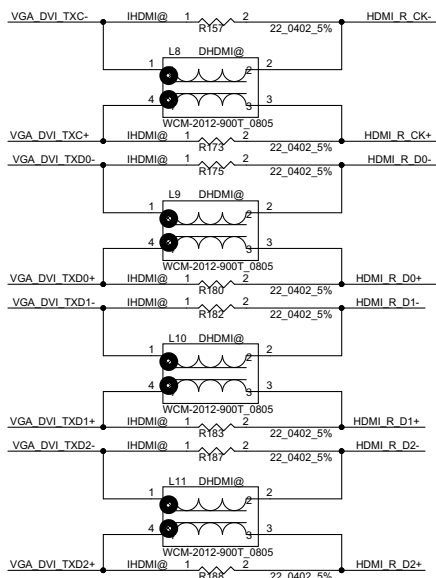 VGA_DVI_TXC- IHDMI@ 1 2 HDMI_R_CK-
R157 22_0402_5%
L8 DHDMI@
1 2 2
4 3 3
WCM-2012-900T_0805
VGA_DVI_TXC+ IHDMI@ 1 2 HDMI_R_CK+
R173 22_0402_5%
VGA_DVI_TXD0- IHDMI@ 1 2 HDMI_R_D0-
R175 22_0402_5%
L9 DHDMI@
1 2 2
4 3 3
WCM-2012-900T_0805
VGA_DVI_TXD0+ IHDMI@ 1 2 HDMI_R_D0+
R180 22_0402_5%
VGA_DVI_TXD1- IHDMI@ 1 2 HDMI_R_D1-
R182 22_0402_5%
L10 DHDMI@
1 2 2
4 3 3
WCM-2012-900T_0805
VGA_DVI_TXD1+ IHDMI@ 1 2 HDMI_R_D1+
R183 22_0402_5%
VGA_DVI_TXD2- IHDMI@ 1 2 HDMI_R_D2-
R187 22_0402_5%
L11 DHDMI@
1 2 2
4 3 3
WCM-2012-900T_0805
VGA_DVI_TXD2+ IHDMI@ 1 2 HDMI_R_D2+
R188 22_0402_5%